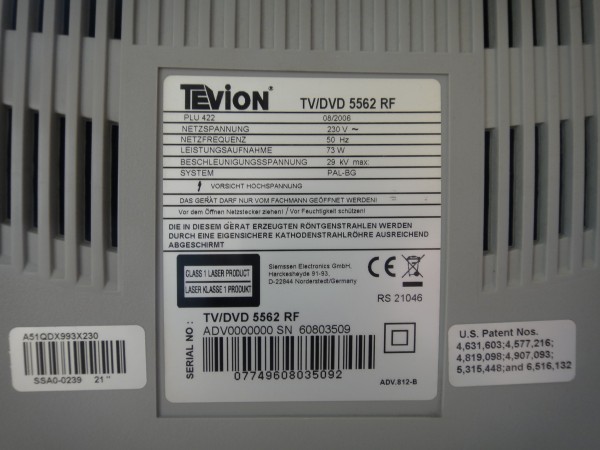 TEVION®
TV/DVD 5562 RF
PLU 422 08/2006
NETZSPANNUNG 230 V ~
NETZFREQUENZ 50 Hz
LEISTUNGSAUFNAHME 73 W
BESCHLEUNIGUNGSSPANNUNG 29 KV max:
SYSTEM PAL-BG
VORSICHT HOCHSPANNUNG
DAS GERÄT DARF NUR VOM FACHMANN GEÖFFNET WERDEN!
Vor dem Öffnen Netzstecker ziehen! / Vor Feuchtigkeit schützen!
DIE IN DIESEM GERÄT ERZEUGTEN RÖNTGENSTRAHLEN WERDEN
DURCH EINE EIGENSICHERE KATHODENSTRAHLRÖHRE AUSREICHEND
ABGESCHIRMT
CLASS 1 LASER PRODUCT
LASER KLASSE 1 PRODUKT
Electronics GmbH,
91-93,
D-22844 Norderstedt/Germany
CE
RS 21046
TV/DVD 5562 RF
ADV0000000 SN 60803509
SERIAL NO.:
07749608035092
ADV.812-B
A51QDX993X230
SSA0-0239 21"
U.S. Patent Nos.
4,631,603;4,577,216;
4,819,098;4,907,093;
5,315,448;and 6,516,132